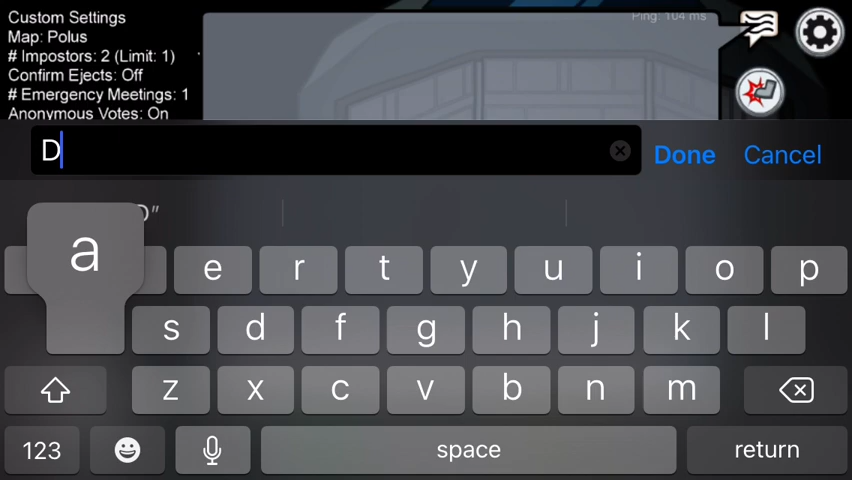 Custom Settings
Map: Polus
# Impostors: 2 (Limit: 1)
Confirm Ejects: Off
# Emergency Meetings: 1
Anonymous Votes: On
Ping: 104 ms
D
Done
Cancel
D”
a
e r t y u i o p
s d f g h j k l
z x c v b n m
123
space
return